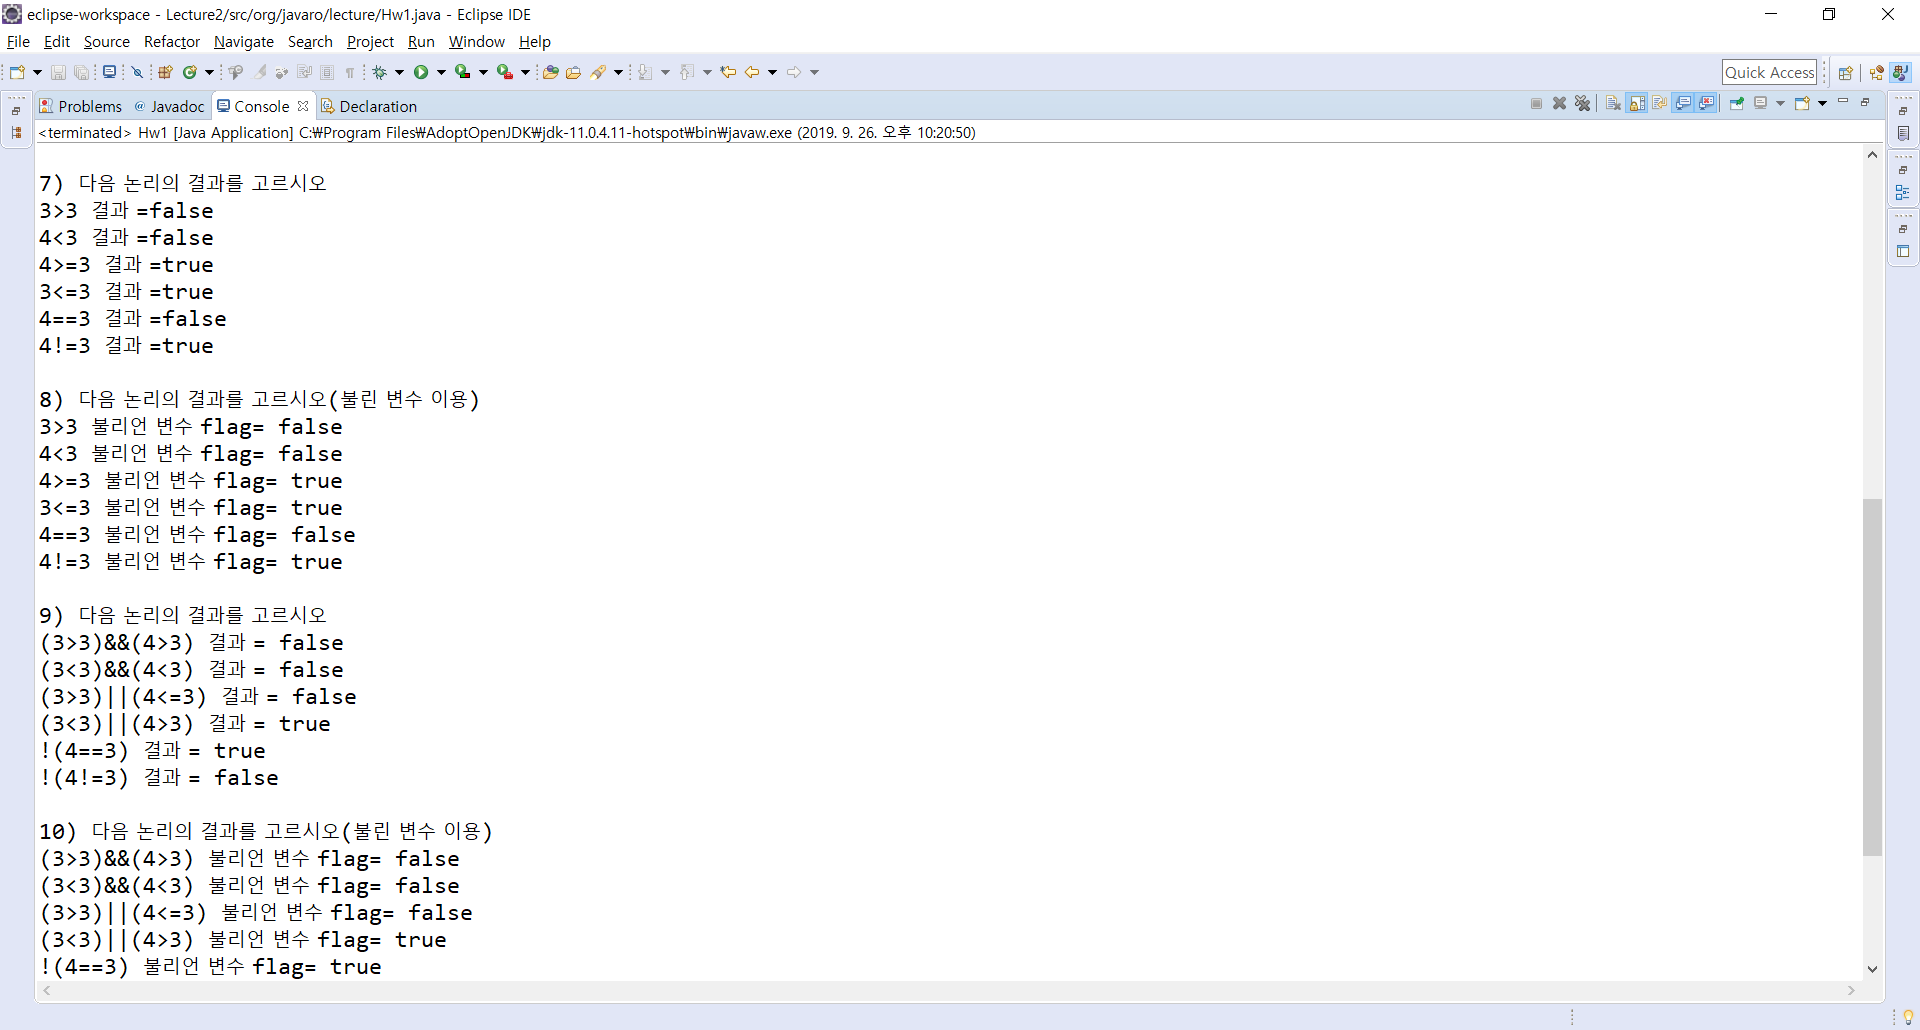 eclipse-workspace - Lecture2/src/org/javaro/lecture/Hw1.java - Eclipse IDE
File Edit Source Refactor Navigate Search Project Run Window Help
Quick Access
Problems @ Javadoc Console Declaration
<terminated> Hw1 [Java Application] C:₩Program Files₩AdoptOpenJDK₩jdk-11.0.4.11-hotspot₩bin₩javaw.exe (2019. 9. 26. 오후 10:20:50)
7) 다음 논리의 결과를 고르시오
3>3 결과 =false
4<3 결과 =false
4>=3 결과 =true
3<=3 결과 =true
4==3 결과 =false
4!=3 결과 =true
8) 다음 논리의 결과를 고르시오(불린 변수 이용)
3>3 불리언 변수 flag= false
4<3 불리언 변수 flag= false
4>=3 불리언 변수 flag= true
3<=3 불리언 변수 flag= true
4==3 불리언 변수 flag= false
4!=3 불리언 변수 flag= true
9) 다음 논리의 결과를 고르시오
(3>3)&&(4>3) 결과 = false
(3<3)&&(4<3) 결과 = false
(3>3)||(4<=3) 결과 = false
(3<3)||(4>3) 결과 = true
!(4==3) 결과 = true
!(4!=3) 결과 = false
10) 다음 논리의 결과를 고르시오(불린 변수 이용)
(3>3)&&(4>3) 불리언 변수 flag= false
(3<3)&&(4<3) 불리언 변수 flag= false
(3>3)||(4<=3) 불리언 변수 flag= false
(3<3)||(4>3) 불리언 변수 flag= true
!(4==3) 불리언 변수 flag= true